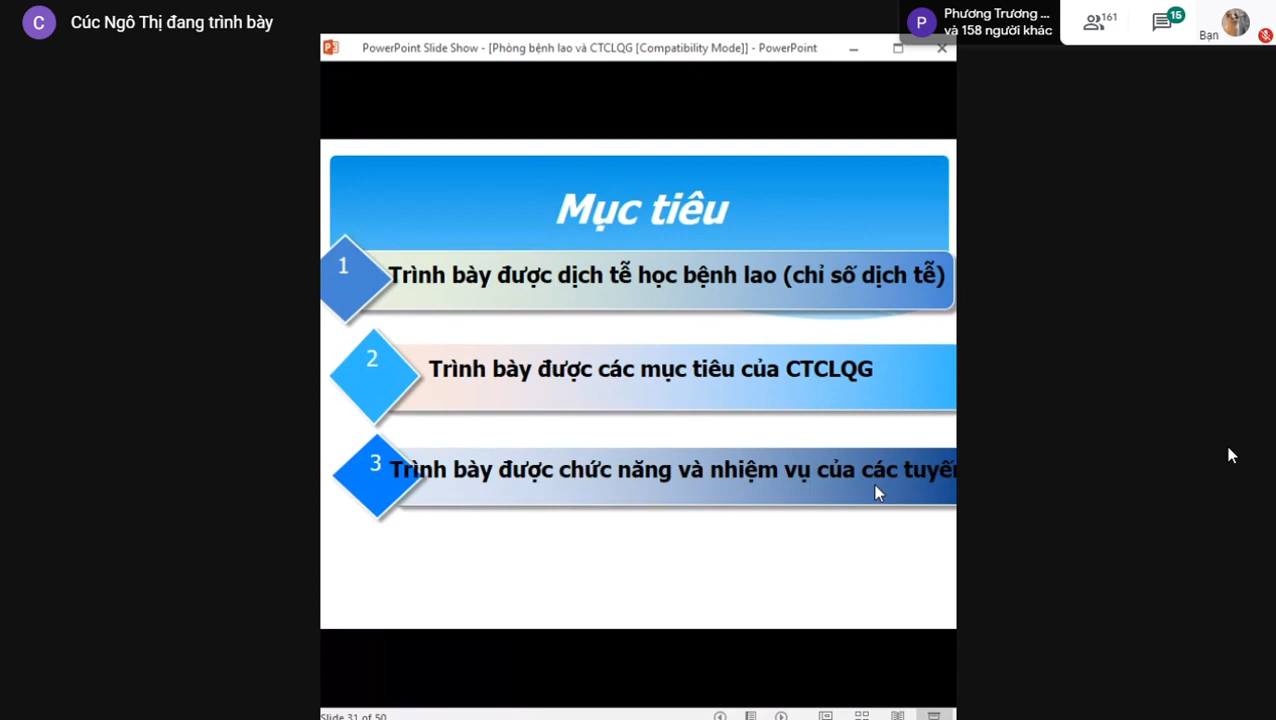 C Cúc Ngô Thị đang trình bày
P Phương Trương ...
và 158 người khác
161
15
Bạn
PowerPoint Slide Show - [Phòng bệnh lao và CTCLQG [Compatibility Mode]] - PowerPoint
Mục tiêu
1 Trình bày được dịch tễ học bệnh lao (chỉ số dịch tễ)
2 Trình bày được các mục tiêu của CTCLQG
3 Trình bày được chức năng và nhiệm vụ của các tuyến
Slide 31 of 50